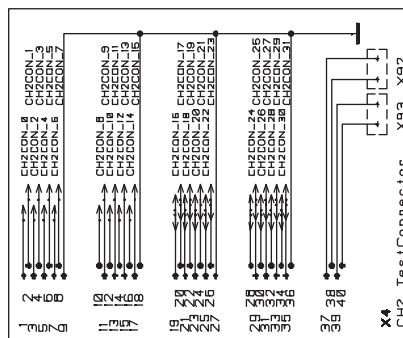 CH2CON_0
CH2CON_1
CH2CON_2
CH2CON_3
CH2CON_4
CH2CON_5
CH2CON_6
CH2CON_7
CH2CON_8
CH2CON_9
CH2CON_10
CH2CON_11
CH2CON_12
CH2CON_13
CH2CON_14
CH2CON_15
CH2CON_16
CH2CON_17
CH2CON_18
CH2CON_19
CH2CON_20
CH2CON_21
CH2CON_22
CH2CON_23
CH2CON_24
CH2CON_25
CH2CON_26
CH2CON_27
CH2CON_28
CH2CON_29
CH2CON_30
CH2CON_31
1 2
3 4
5 6
7 8
9 10
11 12
13 14
15 16
17 18
19 20
21 22
23 24
25 26
27 28
29 30
31 32
33 34
35 36
37 38
39 40
X92
X93
X4
CH2 TestConnector